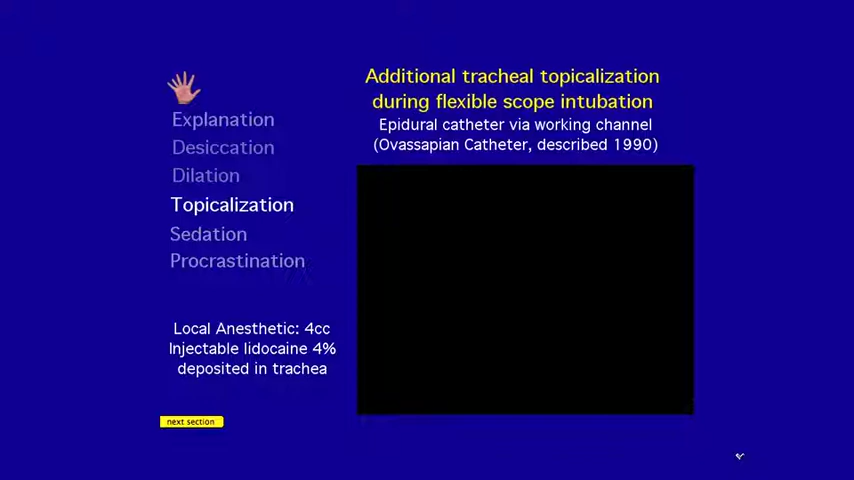 Additional tracheal topicalization
during flexible scope intubation
Epidural catheter via working channel
(Ovassapian Catheter, described 1990)
Explanation
Desiccation
Dilation
Topicalization
Sedation
Procrastination
Local Anesthetic: 4cc
Injectable lidocaine 4%
deposited in trachea
next section